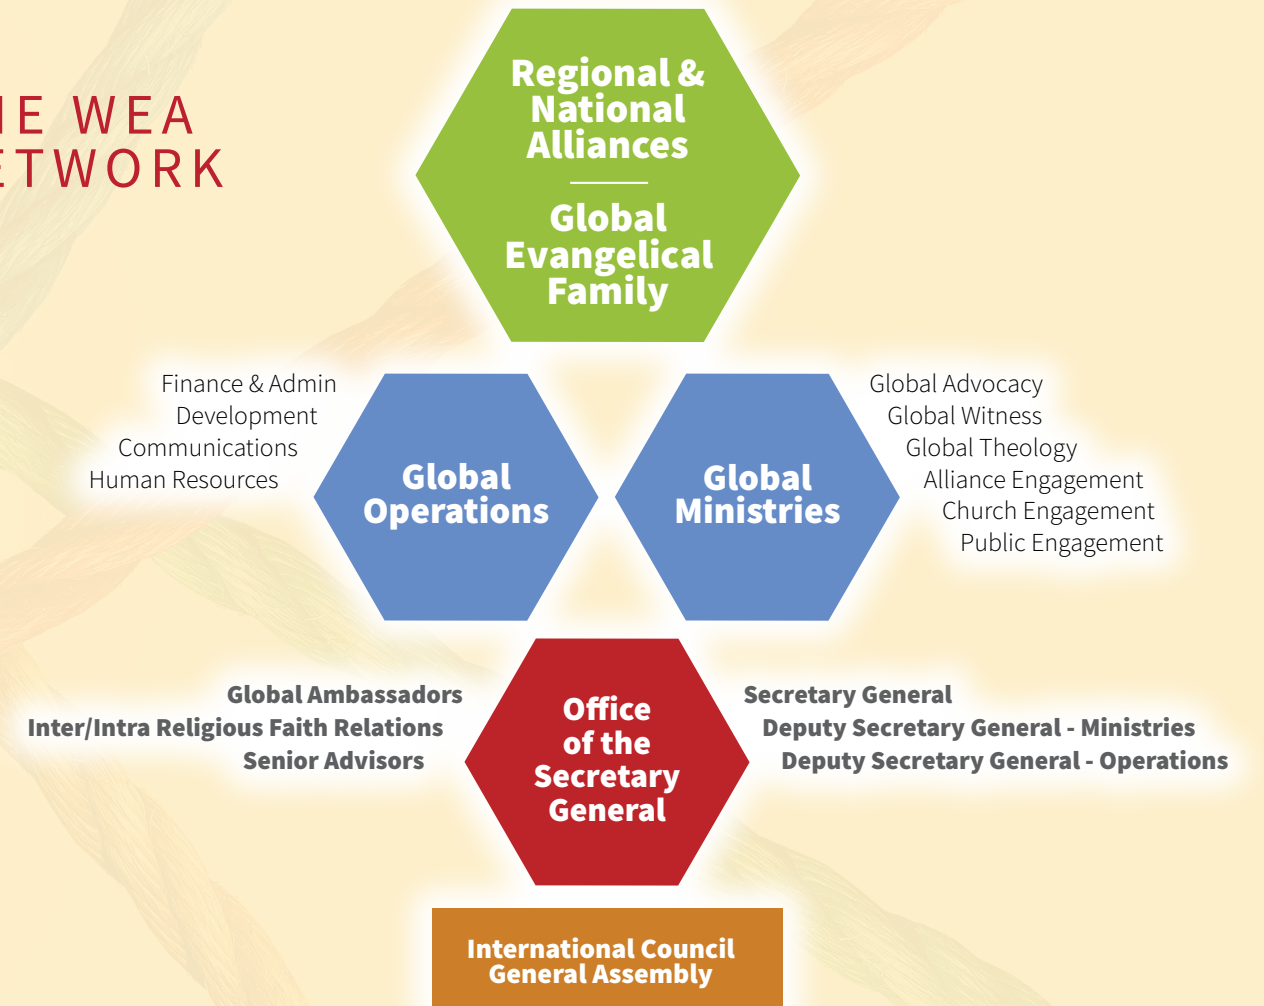 HE WEA
ETWORK
Regional &
National
Alliances
Global
Evangelical
Family
Finance & Admin
Development
Communications
Human Resources
Global
Operations
Global
Ministries
Global Advocacy
Global Witness
Global Theology
Alliance Engagement
Church Engagement
Public Engagement
Global Ambassadors
Inter/Intra Religious Faith Relations
Senior Advisors
Office
of the
Secretary
General
Secretary General
Deputy Secretary General - Ministries
Deputy Secretary General - Operations
International Council
General Assembly